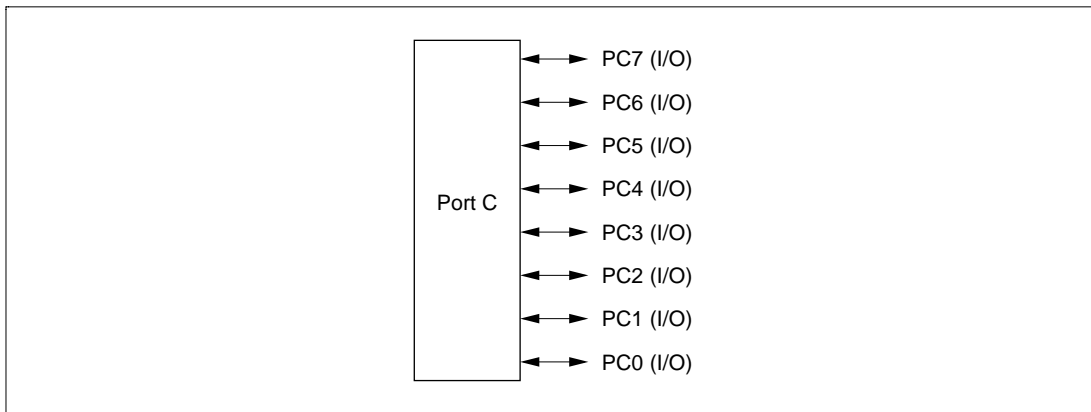 Port C
PC7 (I/O)
PC6 (I/O)
PC5 (I/O)
PC4 (I/O)
PC3 (I/O)
PC2 (I/O)
PC1 (I/O)
PC0 (I/O)